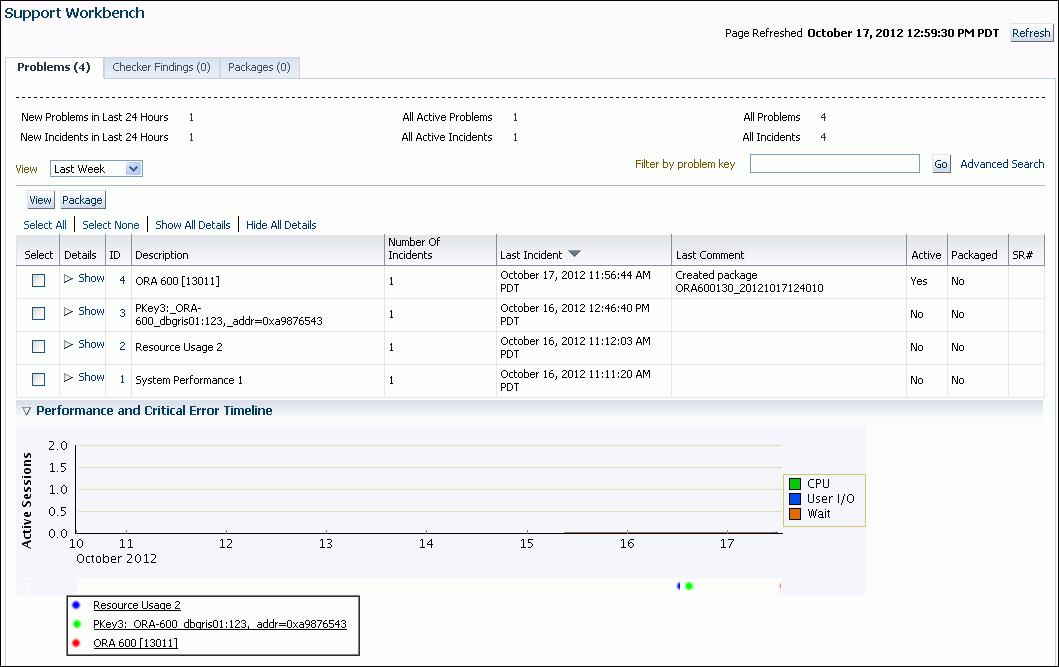 Support Workbench
Page Refreshed October 17, 2012 12:59:30 PM PDT Refresh
Problems (4) Checker Findings (0) Packages (0)
New Problems in Last 24 Hours 1 All Active Problems 1 All Problems 4
New Incidents in Last 24 Hours 1 All Active Incidents 1 All Incidents 4
View Last Week Filter by problem key Go Advanced Search
View Package
Select All Select None Show All Details Hide All Details
Select Details ID Description Number Of Incidents Last Incident Last Comment Active Packaged SR#
Show 4 ORA 600 [13011] 1 October 17, 2012 11:56:44 AM PDT Created package ORA600130_20121017124010 Yes No
Show 3 PKey3:_ORA-600_dbgris01:123,_addr=0xa9876543 1 October 16, 2012 12:46:40 PM PDT No No
Show 2 Resource Usage 2 1 October 16, 2012 11:12:03 AM PDT No No
Show 1 System Performance 1 1 October 16, 2012 11:11:20 AM PDT No No
Performance and Critical Error Timeline
Active Sessions
2.0
1.5
1.0
0.5
0.0
10 11 12 13 14 15 16 17
October 2012
CPU
User I/O
Wait
Resource Usage 2
PKey3:_ORA-600_dbgris01:123,_addr=0xa9876543
ORA 600 [13011]